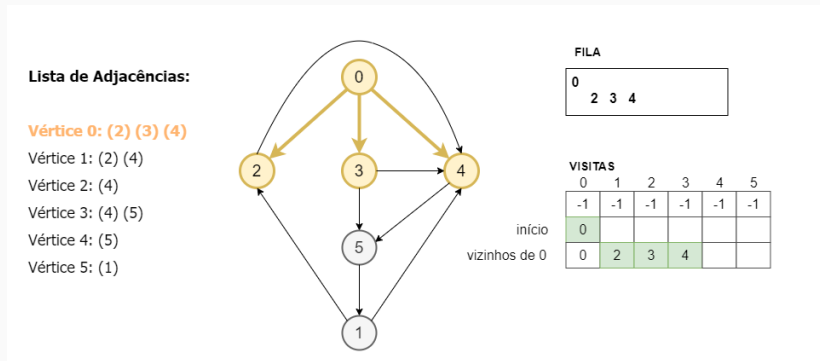 Lista de Adjacências:
Vértice 0: (2) (3) (4)
Vértice 1: (2) (4)
Vértice 2: (4)
Vértice 3: (4) (5)
Vértice 4: (5)
Vértice 5: (1)
0
2
3
4
5
1
FILA
0
2 3 4
VISITAS
0 1 2 3 4 5
-1 -1 -1 -1 -1 -1
início 0
vizinhos de 0 0 2 3 4